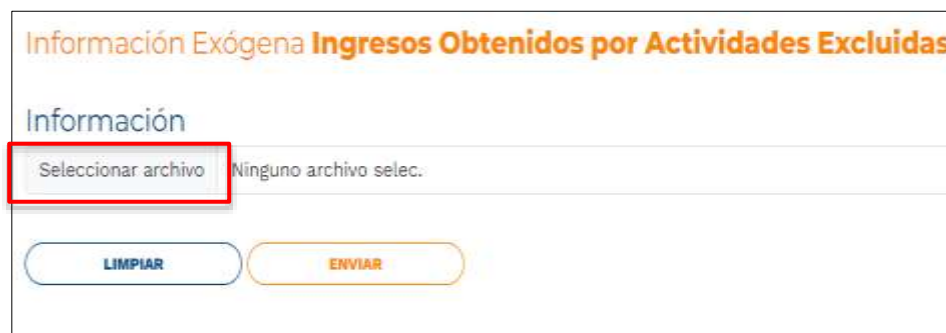 Información Exógena Ingresos Obtenidos por Actividades Excluidas
Información
Seleccionar archivo Ninguno archivo selec.
LIMPIAR ENVIAR